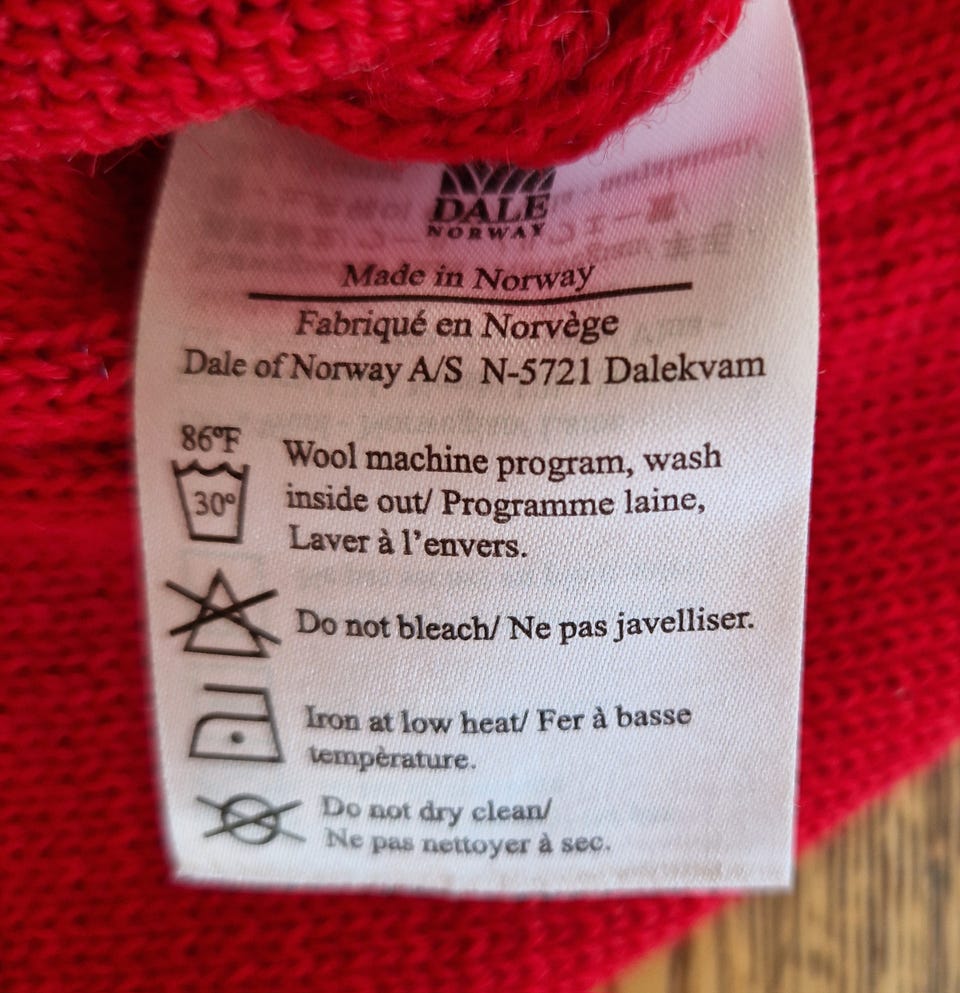 DALE
NORWAY
Made in Norway
Fabriqué en Norvège
Dale of Norway A/S N-5721 Dalekvam
86°F
30°
Wool machine program, wash
inside out/ Programme laine,
Laver à l'envers.
Do not bleach/ Ne pas javelliser.
Iron at low heat/ Fer à basse
tempèrature.
Do not dry clean/
Ne pas nettoyer à sec.